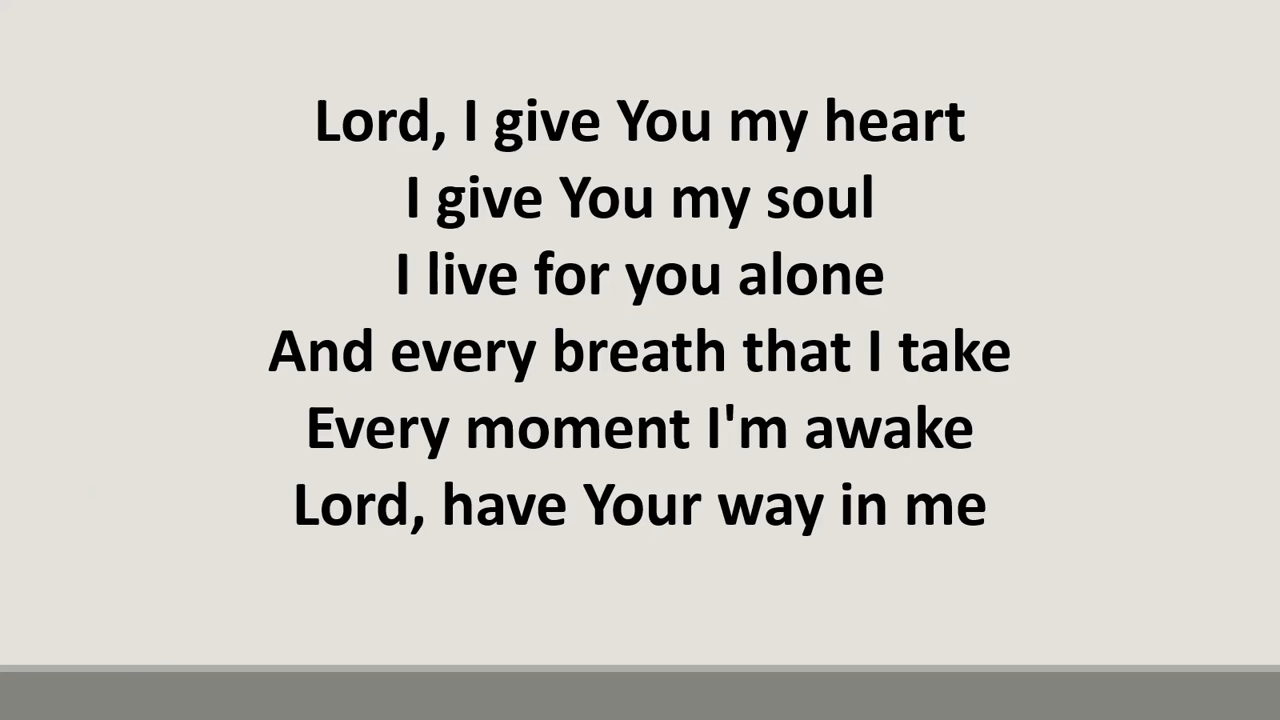 Lord, I give You my heart
I give You my soul
I live for you alone
And every breath that I take
Every moment I'm awake
Lord, have Your way in me